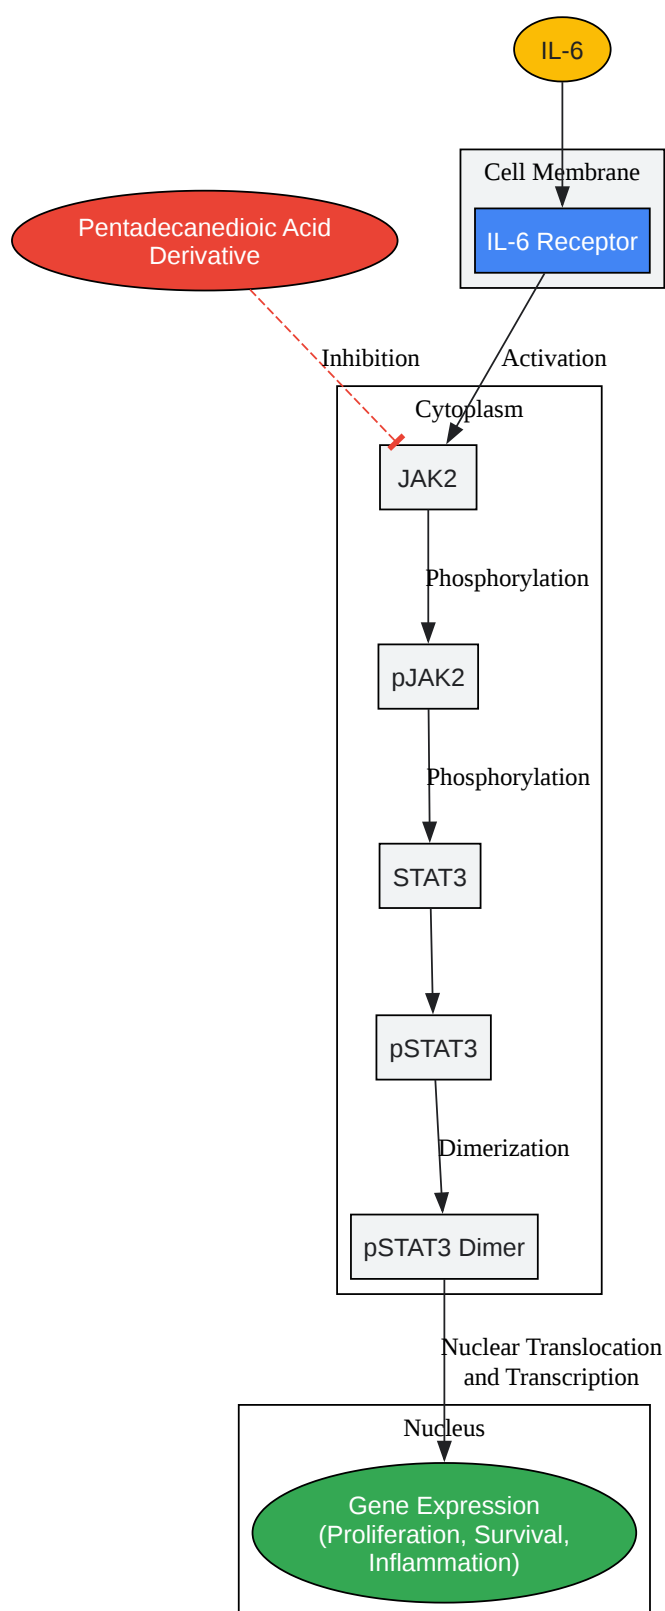 IL-6
Cell Membrane
Pentadecanedioic Acid
Derivative
IL-6 Receptor
Inhibition
Activation
Cytoplasm
JAK2
Phosphorylation
pJAK2
Phosphorylation
STAT3
pSTAT3
Dimerization
pSTAT3 Dimer
Nuclear Translocation
and Transcription
Nucleus
Gene Expression
(Proliferation, Survival,
Inflammation)